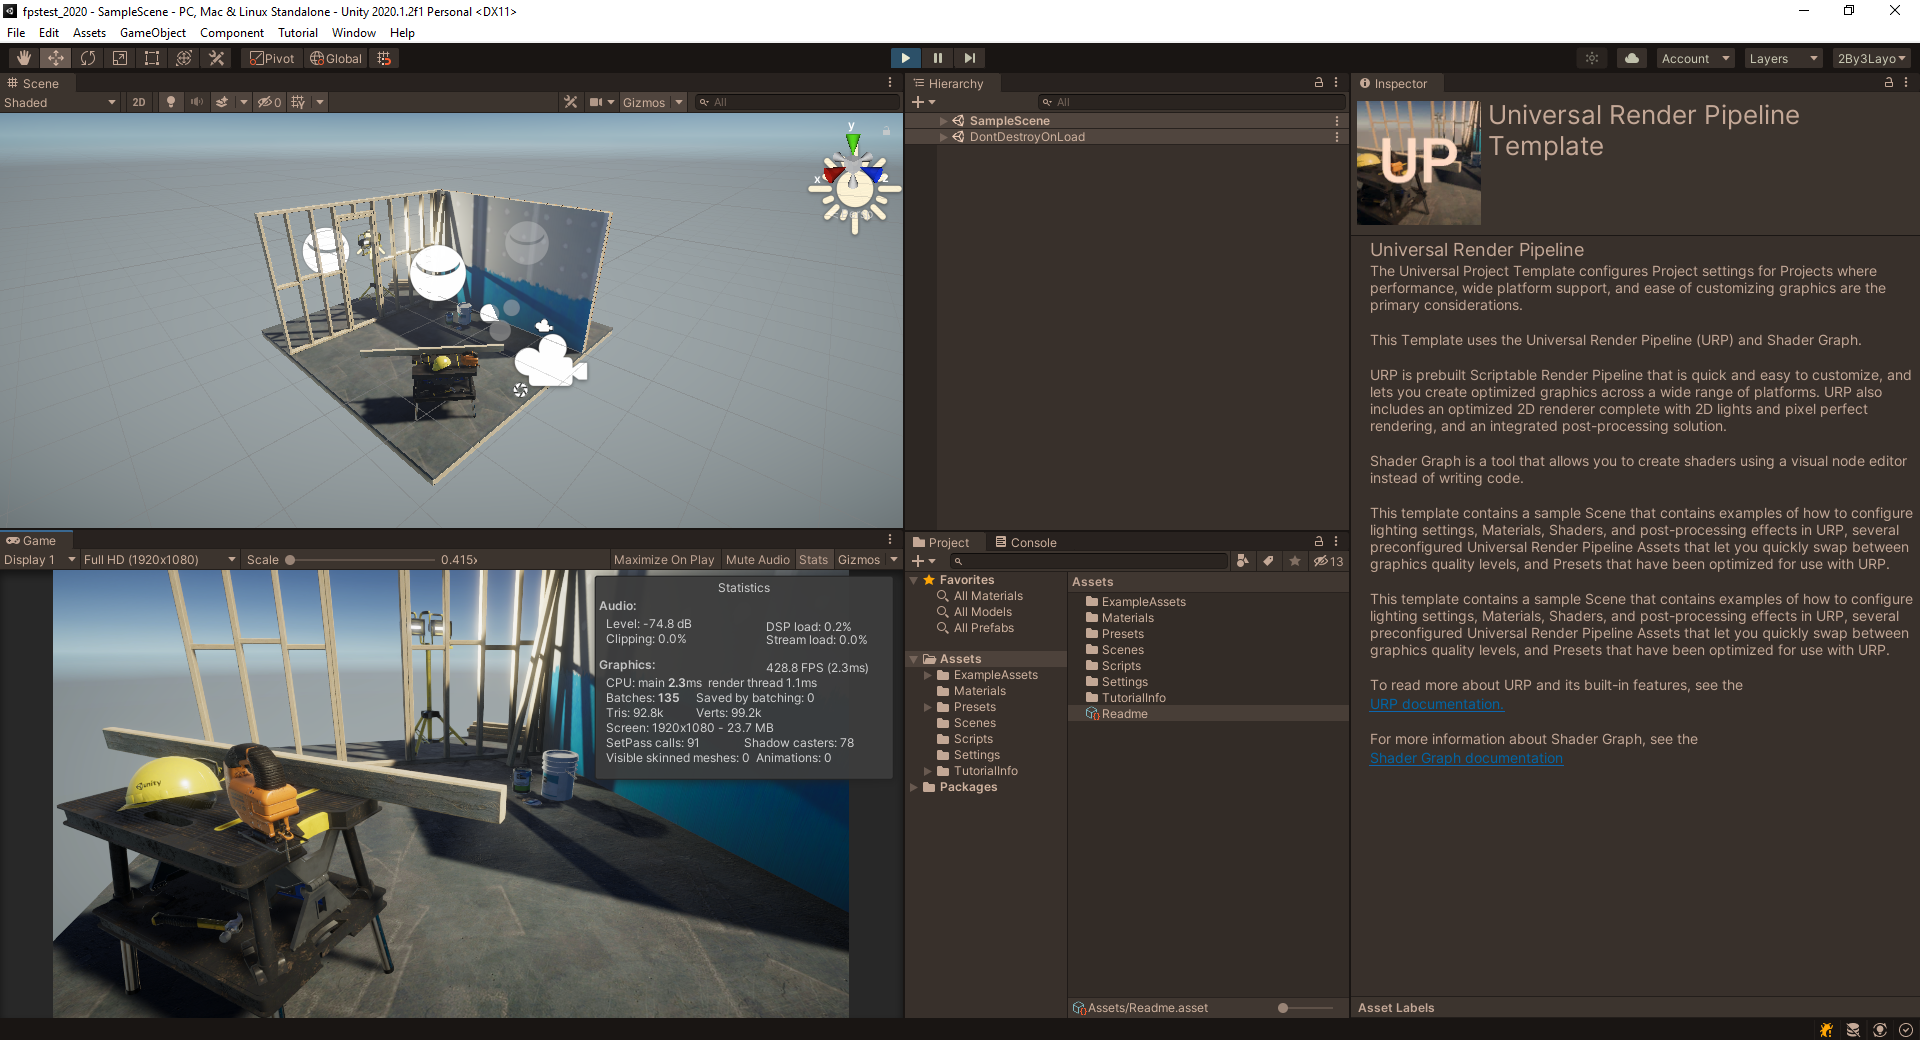 fpstest_2020 - SampleScene - PC, Mac & Linux Standalone - Unity 2020.1.2f1 Personal <DX11>
File Edit Assets GameObject Component Tutorial Window Help
Pivot Global Account Layers 2By3Layo
Scene
Shaded 2D 0 Gizmos All
y
x
Hierarchy
All
SampleScene
DontDestroyOnLoad
Game
Display 1 Full HD (1920x1080) Scale 0.415x Maximize On Play Mute Audio Stats Gizmos
Statistics
Audio:
Level: -74.8 dB DSP load: 0.2%
Clipping: 0.0% Stream load: 0.0%
Graphics: 428.8 FPS (2.3ms)
CPU: main 2.3ms render thread 1.1ms
Batches: 135 Saved by batching: 0
Tris: 92.8k Verts: 99.2k
Screen: 1920x1080 - 23.7 MB
SetPass calls: 91 Shadow casters: 78
Visible skinned meshes: 0 Animations: 0
unity
Project Console
13
Favorites
All Materials
All Models
All Prefabs
Assets
ExampleAssets
Materials
Presets
Scenes
Scripts
Settings
TutorialInfo
Packages
Assets
ExampleAssets
Materials
Presets
Scenes
Scripts
Settings
TutorialInfo
Readme
Assets/Readme.asset
Inspector
UP
Universal Render Pipeline
Template
Universal Render Pipeline
The Universal Project Template configures Project settings for Projects where
performance, wide platform support, and ease of customizing graphics are the
primary considerations.
This Template uses the Universal Render Pipeline (URP) and Shader Graph.
URP is prebuilt Scriptable Render Pipeline that is quick and easy to customize, and
lets you create optimized graphics across a wide range of platforms. URP also
includes an optimized 2D renderer complete with 2D lights and pixel perfect
rendering, and an integrated post-processing solution.
Shader Graph is a tool that allows you to create shaders using a visual node editor
instead of writing code.
This template contains a sample Scene that contains examples of how to configure
lighting settings, Materials, Shaders, and post-processing effects in URP, several
preconfigured Universal Render Pipeline Assets that let you quickly swap between
graphics quality levels, and Presets that have been optimized for use with URP.
This template contains a sample Scene that contains examples of how to configure
lighting settings, Materials, Shaders, and post-processing effects in URP, several
preconfigured Universal Render Pipeline Assets that let you quickly swap between
graphics quality levels, and Presets that have been optimized for use with URP.
To read more about URP and its built-in features, see the
URP documentation.
For more information about Shader Graph, see the
Shader Graph documentation
Asset Labels